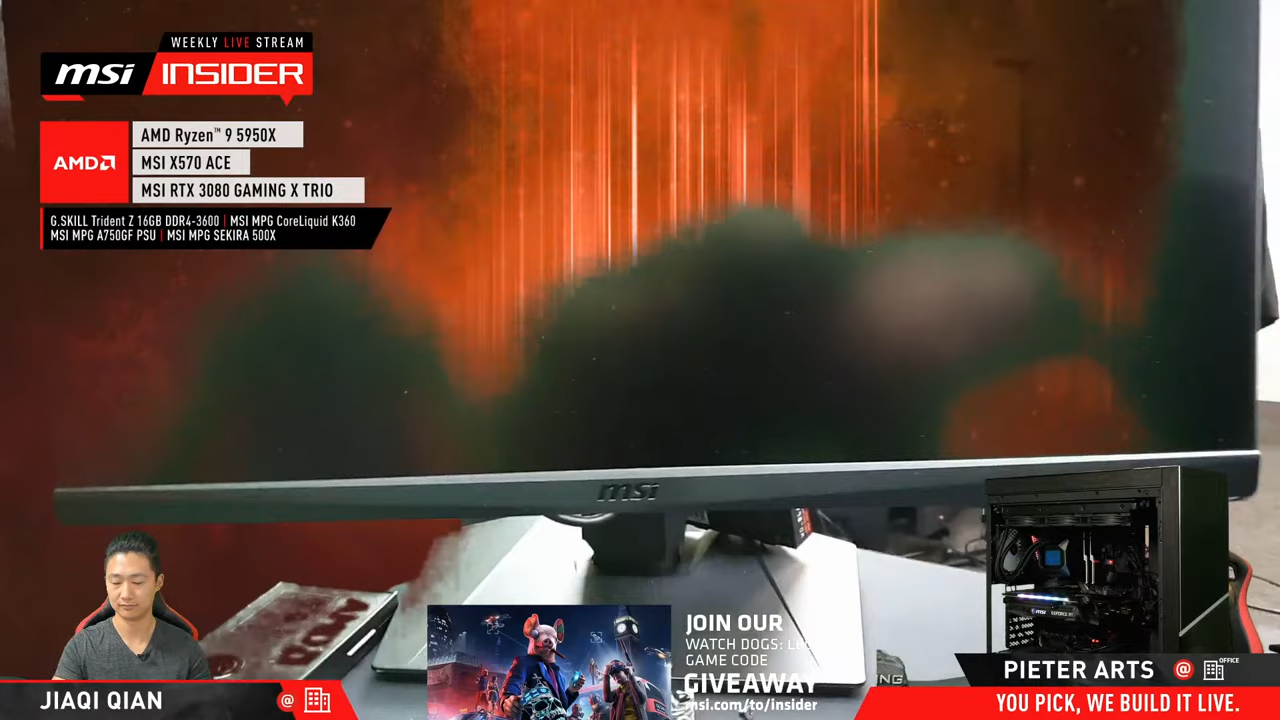 WEEKLY LIVE STREAM
msi INSIDER
AMD
AMD Ryzen™ 9 5950X
MSI X570 ACE
MSI RTX 3080 GAMING X TRIO
G.SKILL Trident Z 16GB DDR4-3600 | MSI MPG CoreLiquid K360
MSI MPG A750GF PSU | MSI MPG SEKIRA 500X
msi
JOIN OUR
WATCH DOGS:
GAME CODE
GIVEAWAY
msi.com/to/insider
msi
JIAQI QIAN @
PIETER ARTS @ OFFICE
YOU PICK, WE BUILD IT LIVE.